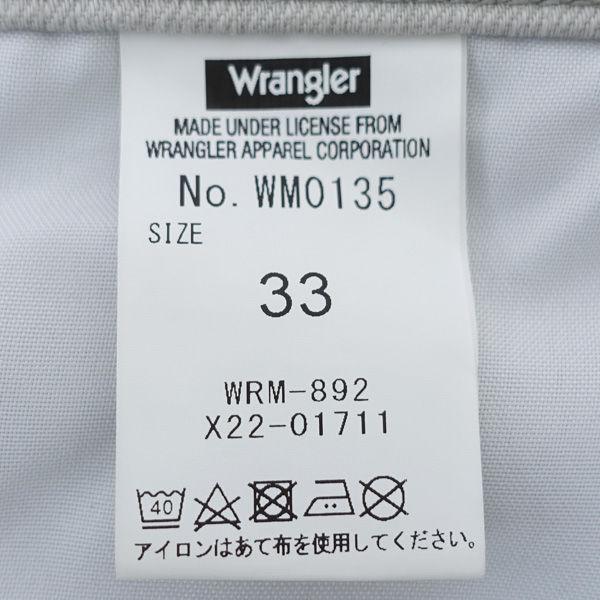 Wrangler
MADE UNDER LICENSE FROM
WRANGLER APPAREL CORPORATION
No. WM0135
SIZE
33
WRM-892
X22-01711
40
アイロンはあて布を使用してください。